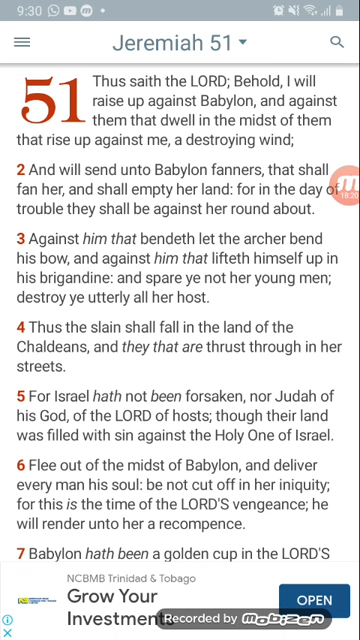 9:30
Jeremiah 51
51 Thus saith the LORD; Behold, I will
raise up against Babylon, and against
them that dwell in the midst of them
that rise up against me, a destroying wind;
2 And will send unto Babylon fanners, that shall
fan her, and shall empty her land: for in the day of
trouble they shall be against her round about.
18:20
3 Against him that bendeth let the archer bend
his bow, and against him that lifteth himself up in
his brigandine: and spare ye not her young men;
destroy ye utterly all her host.
4 Thus the slain shall fall in the land of the
Chaldeans, and they that are thrust through in her
streets.
5 For Israel hath not been forsaken, nor Judah of
his God, of the LORD of hosts; though their land
was filled with sin against the Holy One of Israel.
6 Flee out of the midst of Babylon, and deliver
every man his soul: be not cut off in her iniquity;
for this is the time of the LORD'S vengeance; he
will render unto her a recompence.
7 Babylon hath been a golden cup in the LORD'S
NCBMB Trinidad & Tobago
Grow Your
Investments
OPEN
Recorded by Mobizen